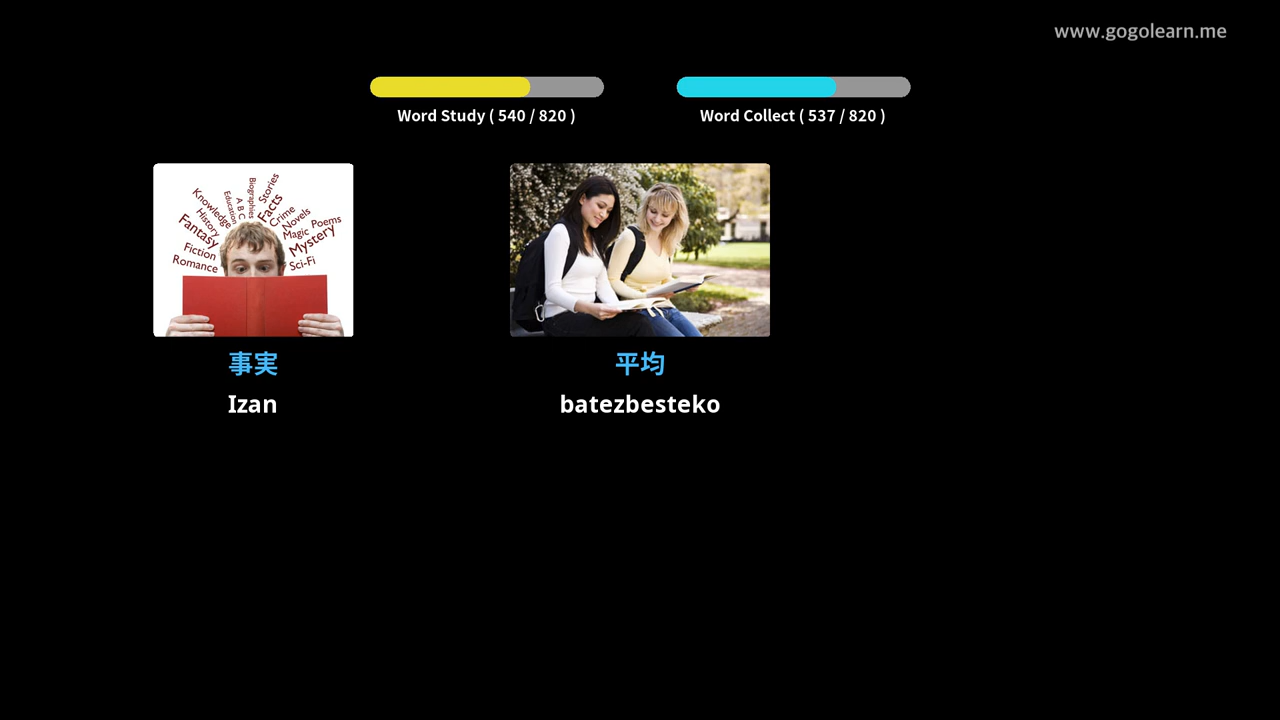 www.gogolearn.me
Word Study ( 540 / 820 )
Word Collect ( 537 / 820 )
Knowledge
History
Fantasy
Fiction
Romance
Education
A B C
Biographies
Stories
Facts
Crime
Novels
Magic
Poems
Mystery
Sci-Fi
事実
Izan
平均
batezbesteko